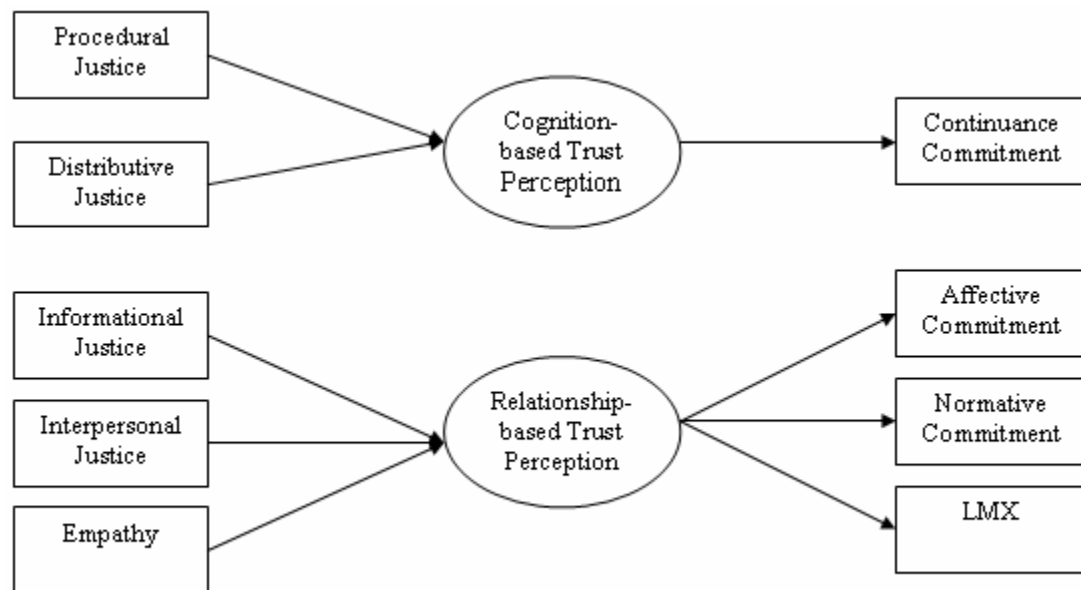 Procedural
Justice
Distributive
Justice
Cognition-
based Trust
Perception
Continuance
Commitment
Informational
Justice
Interpersonal
Justice
Empathy
Relationship-
based Trust
Perception
Affective
Commitment
Normative
Commitment
LMX